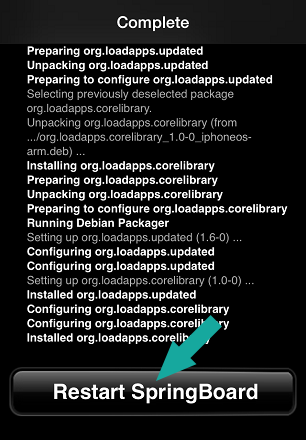 Complete
Preparing org.loadapps.updated
Unpacking org.loadapps.updated
Preparing to configure org.loadapps.updated
Selecting previously deselected package
org.loadapps.corelibrary.
Unpacking org.loadapps.corelibrary (from
.../org.loadapps.corelibrary_1.0-0_iphoneos-
arm.deb) ...
Installing org.loadapps.corelibrary
Preparing org.loadapps.corelibrary
Unpacking org.loadapps.corelibrary
Preparing to configure org.loadapps.corelibrary
Running Debian Packager
Setting up org.loadapps.updated (1.6-0) ...
Configuring org.loadapps.updated
Configuring org.loadapps.updated
Setting up org.loadapps.corelibrary (1.0-0) ...
Installed org.loadapps.updated
Configuring org.loadapps.corelibrary
Configuring org.loadapps.corelibrary
Installed org.loadapps.corelibrary
Restart SpringBoard